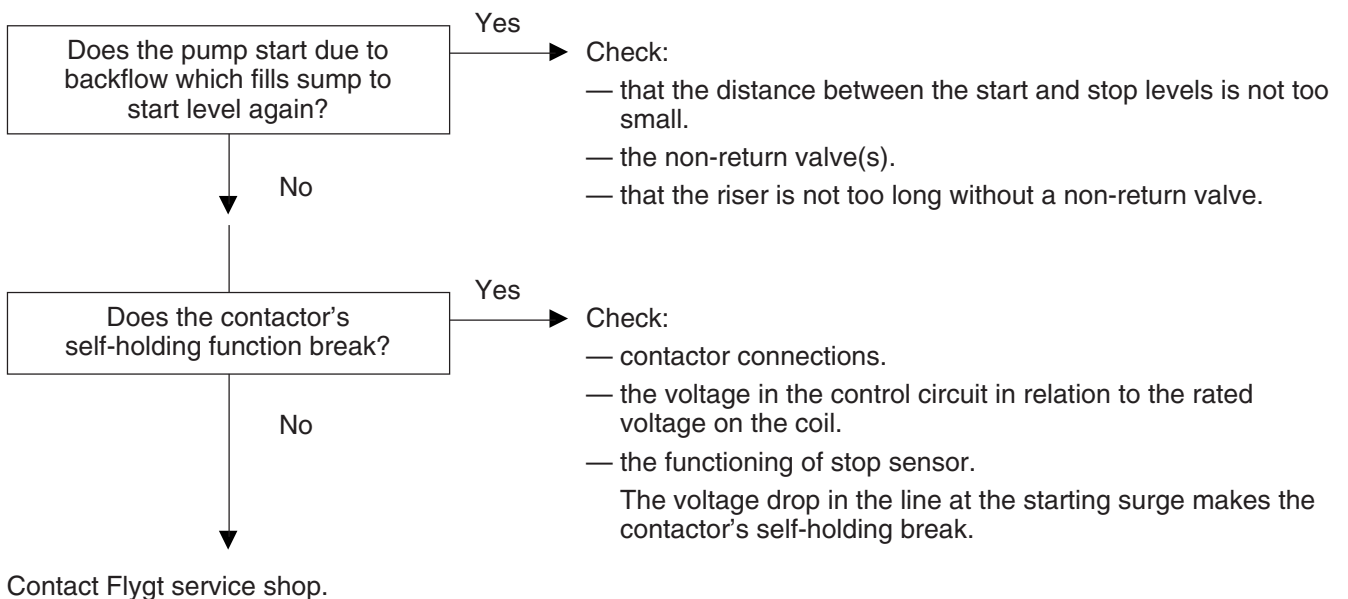 Does the pump start due to
backflow which fills sump to
start level again?
Yes
Check:
— that the distance between the start and stop levels is not too
small.
— the non-return valve(s).
— that the riser is not too long without a non-return valve.
No
Does the contactor's
self-holding function break?
Yes
Check:
— contactor connections.
— the voltage in the control circuit in relation to the rated
voltage on the coil.
— the functioning of stop sensor.
The voltage drop in the line at the starting surge makes the
contactor's self-holding break.
No
Contact Flygt service shop.